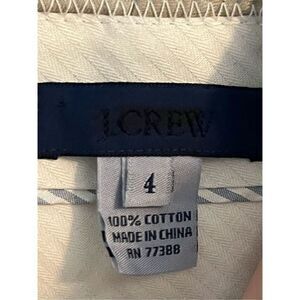 J.CREW
4
100% COTTON
MADE IN CHINA
RN 77388